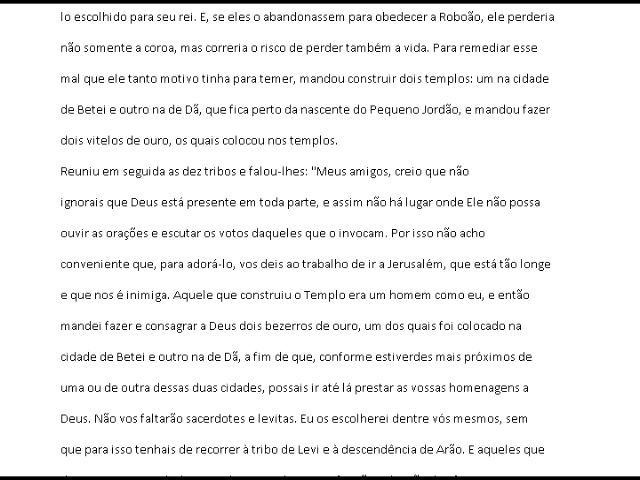 lo escolhido para seu rei. E, se eles o abandonassem para obedecer a Roboão, ele perderia
não somente a coroa, mas correria o risco de perder também a vida. Para remediar esse
mal que ele tanto motivo tinha para temer, mandou construir dois templos: um na cidade
de Betei e outro na de Dã, que fica perto da nascente do Pequeno Jordão, e mandou fazer
dois vitelos de ouro, os quais colocou nos templos.
Reuniu em seguida as dez tribos e falou-lhes: "Meus amigos, creio que não
ignorais que Deus está presente em toda parte, e assim não há lugar onde Ele não possa
ouvir as orações e escutar os votos daqueles que o invocam. Por isso não acho
conveniente que, para adorá-lo, vos deis ao trabalho de ir a Jerusalém, que está tão longe
e que nos é inimiga. Aquele que construiu o Templo era um homem como eu, e então
mandei fazer e consagrar a Deus dois bezerros de ouro, um dos quais foi colocado na
cidade de Betei e outro na de Dã, a fim de que, conforme estiverdes mais próximos de
uma ou de outra dessas duas cidades, possais ir até lá prestar as vossas homenagens a
Deus. Não vos faltarão sacerdotes e levitas. Eu os escolherei dentre vós mesmos, sem
que para isso tenhais de recorrer à tribo de Levi e à descendência de Arão. E aqueles que